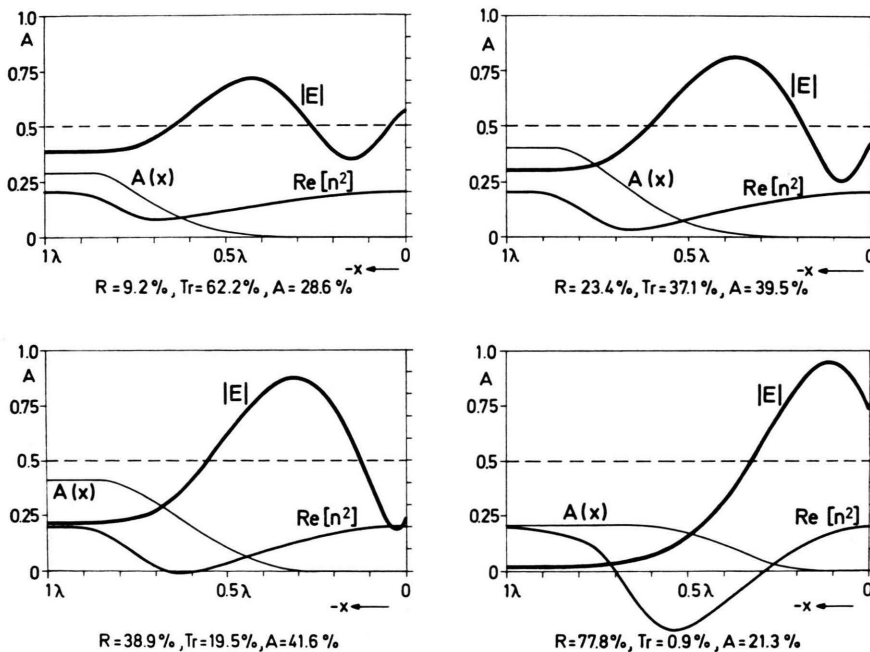 1.0
A
0.75
0.5
0.25
0
|E|
A(x)
Re[n²]
1λ 0.5λ 0
-x ←
R=9.2%, Tr=62.2%, A=28.6%
1.0
A
0.75
0.5
0.25
0
|E|
A(x)
Re[n²]
1λ 0.5λ 0
-x ←
R=23.4%, Tr=37.1%, A=39.5%
1.0
A
0.75
0.5
0.25
0
|E|
A(x)
Re[n²]
1λ 0.5λ 0
-x ←
R=38.9%, Tr=19.5%, A=41.6%
1.0
A
0.75
0.5
0.25
0
|E|
A(x)
Re[n²]
1λ 0.5λ 0
-x ←
R=77.8%, Tr=0.9%, A=21.3%